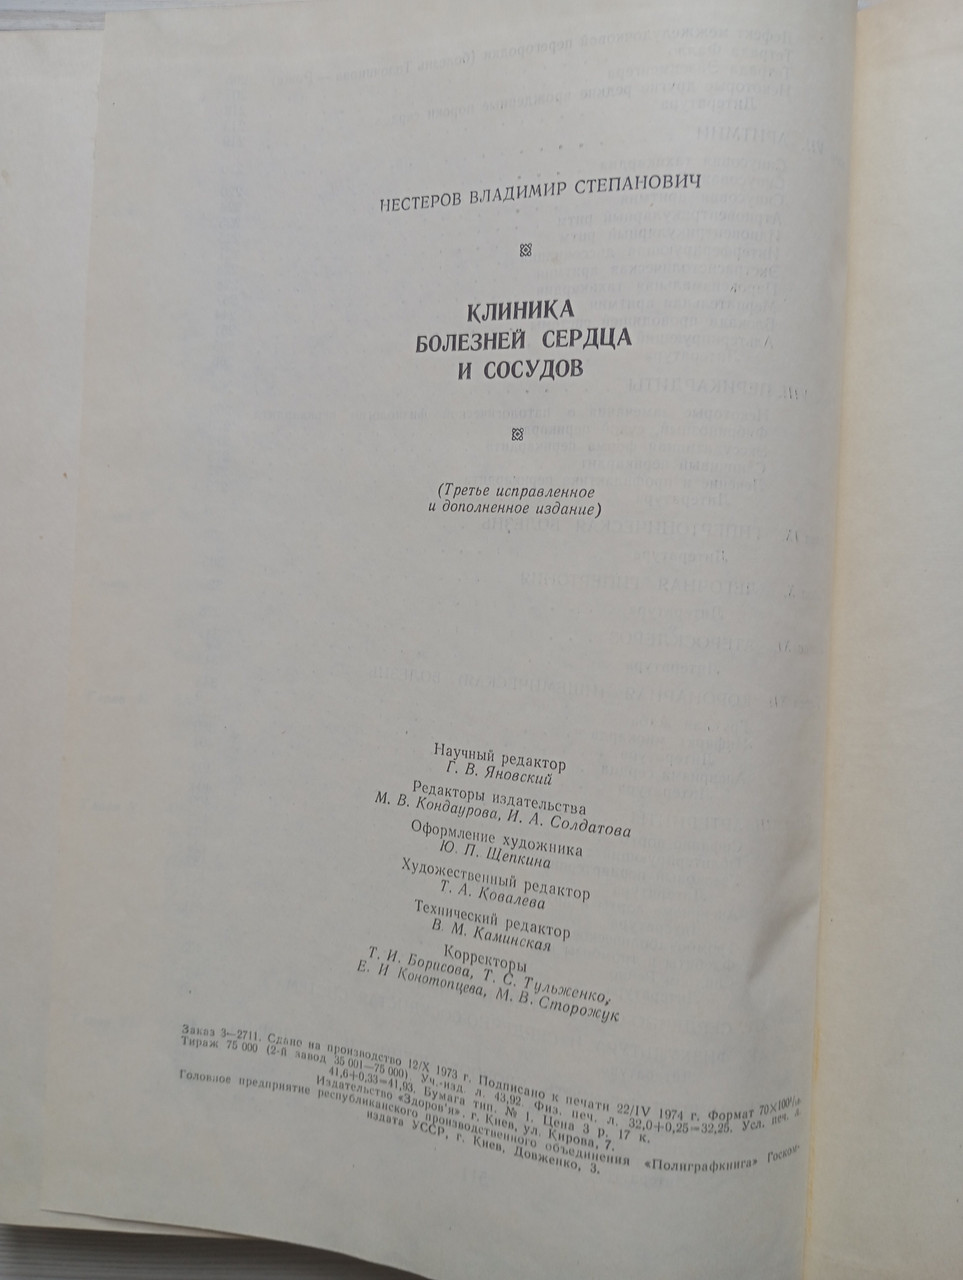 НЕСТЕРОВ ВЛАДИМИР СТЕПАНОВИЧ
КЛИНИКА
БОЛЕЗНЕЙ СЕРДЦА
И СОСУДОВ
(Третье исправленное
и дополненное издание)
Научный редактор
Г. В. Яновский
Редакторы издательства
М. В. Кондаурова, И. А. Солдатова
Оформление художника
Ю. П. Щепкина
Художественный редактор
Т. А. Ковалева
Технический редактор
В. М. Каминская
Корректоры
Т. И. Борисова, Т. С. Тульженко,
Е. И Конотопцева, М. В. Сторожук
Заказ 3—2711. Сдано на производство 12/X 1973 г. Подписано к печати 22/IV 1974 г. Формат 70×100¹/₁₆
Тираж 75 000 (2-й завод 35 001—75 000). Уч.-изд. л. 43,92. Физ. печ. л. 32,0+0,25=32,25. Усл. печ. л.
41,6+0,33=41,93. Бумага тип. № 1. Цена 3 р. 17 к.
Издательство «Здоров'я». г. Киев, ул. Кирова, 7.
Головное предприятие республиканского производственного объединения «Полиграфкнига» Госком-
издата УССР, г. Киев, Довженко, 3.